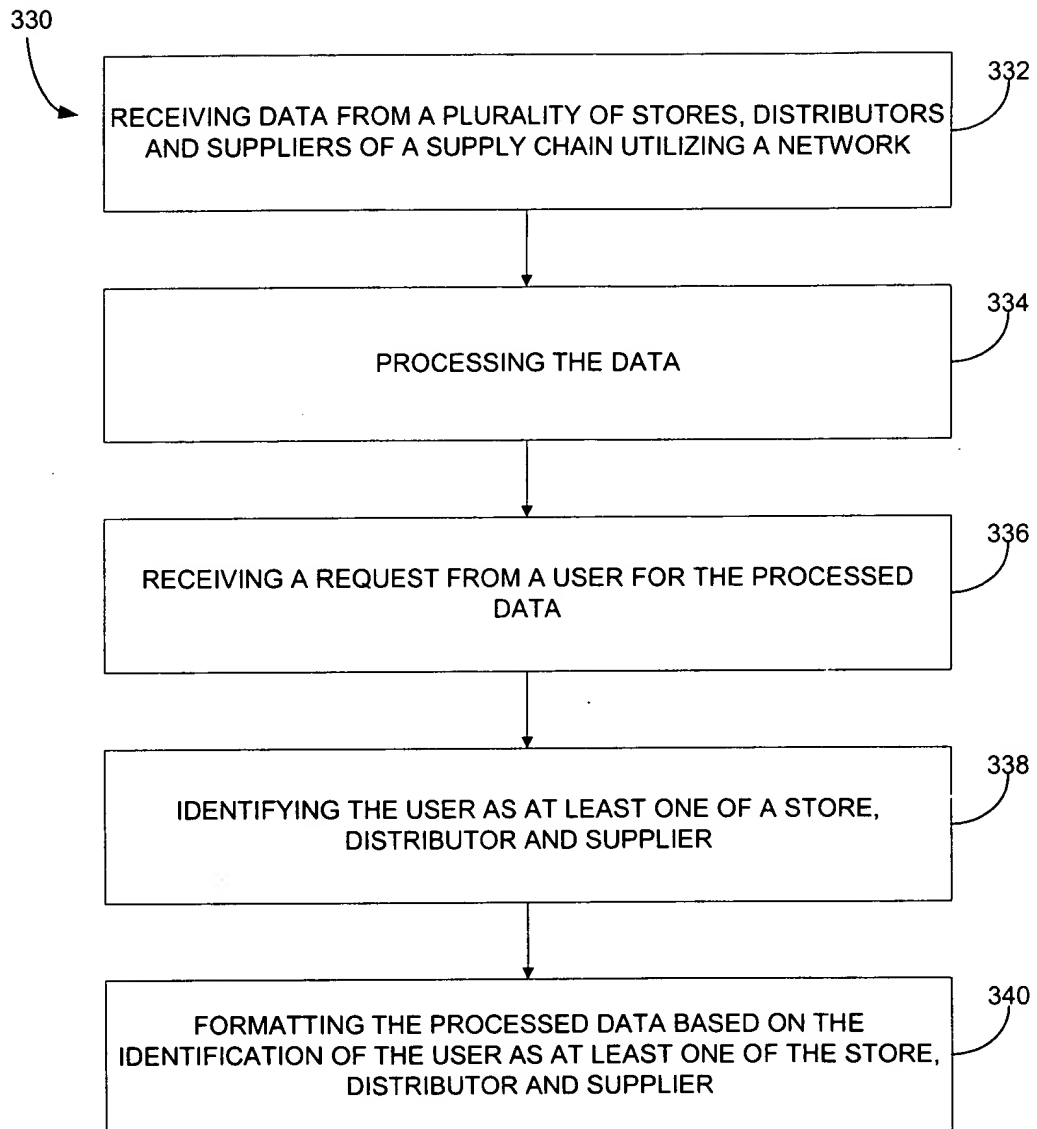 330
332
RECEIVING DATA FROM A PLURALITY OF STORES, DISTRIBUTORS
AND SUPPLIERS OF A SUPPLY CHAIN UTILIZING A NETWORK
334
PROCESSING THE DATA
336
RECEIVING A REQUEST FROM A USER FOR THE PROCESSED
DATA
338
IDENTIFYING THE USER AS AT LEAST ONE OF A STORE,
DISTRIBUTOR AND SUPPLIER
340
FORMATTING THE PROCESSED DATA BASED ON THE
IDENTIFICATION OF THE USER AS AT LEAST ONE OF THE STORE,
DISTRIBUTOR AND SUPPLIER